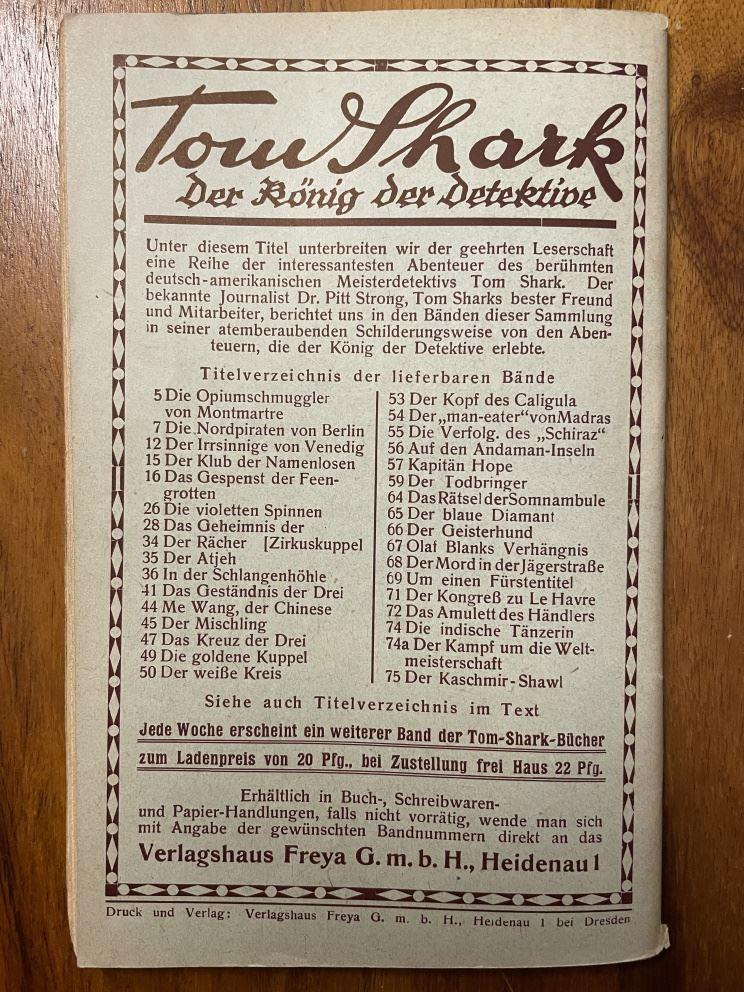 Tom Shark
Der König der Detektive
Unter diesem Titel unterbreiten wir der geehrten Leserschaft
eine Reihe der interessantesten Abenteuer des berühmten
deutsch-amerikanischen Meisterdetektivs Tom Shark. Der
bekannte Journalist Dr. Pitt Strong, Tom Sharks bester Freund
und Mitarbeiter, berichtet uns in den Bänden dieser Sammlung
in seiner atemberaubenden Schilderungsweise von den Aben-
teuern, die der König der Detektive erlebte.
Titelverzeichnis der lieferbaren Bände
5 Die Opiumschmuggler
von Montmartre
7 Die Nordpiraten von Berlin
12 Der Irrsinnige von Venedig
15 Der Klub der Namenlosen
16 Das Gespenst der Feen-
grotten
26 Die violetten Spinnen
28 Das Geheimnis der
34 Der Rächer [Zirkuskuppel
35 Der Atjeh
36 In der Schlangenhöhle
41 Das Geständnis der Drei
44 Me Wang, der Chinese
45 Der Mischling
47 Das Kreuz der Drei
49 Die goldene Kuppel
50 Der weiße Kreis
53 Der Kopf des Caligula
54 Der „man-eater“ von Madras
55 Die Verfolg. des „Schiraz“
56 Auf den Andaman-Inseln
57 Kapitän Hope
59 Der Todbringer
64 Das Rätsel der Somnambule
65 Der blaue Diamant
66 Der Geisterhund
67 Olaf Blanks Verhängnis
68 Der Mord in der Jägerstraße
69 Um einen Fürstentitel
71 Der Kongreß zu Le Havre
72 Das Amulett des Händlers
74 Die indische Tänzerin
74a Der Kampf um die Welt-
meisterschaft
75 Der Kaschmir-Shawl
Siehe auch Titelverzeichnis im Text
Jede Woche erscheint ein weiterer Band der Tom-Shark-Bücher
zum Ladenpreis von 20 Pfg., bei Zustellung frei Haus 22 Pfg.
Erhältlich in Buch-, Schreibwaren-
und Papier-Handlungen, falls nicht vorrätig, wende man sich
mit Angabe der gewünschten Bandnummern direkt an das
Verlagshaus Freya G. m. b. H., Heidenau 1
Druck und Verlag: Verlagshaus Freya G. m. b. H., Heidenau 1 bei Dresden